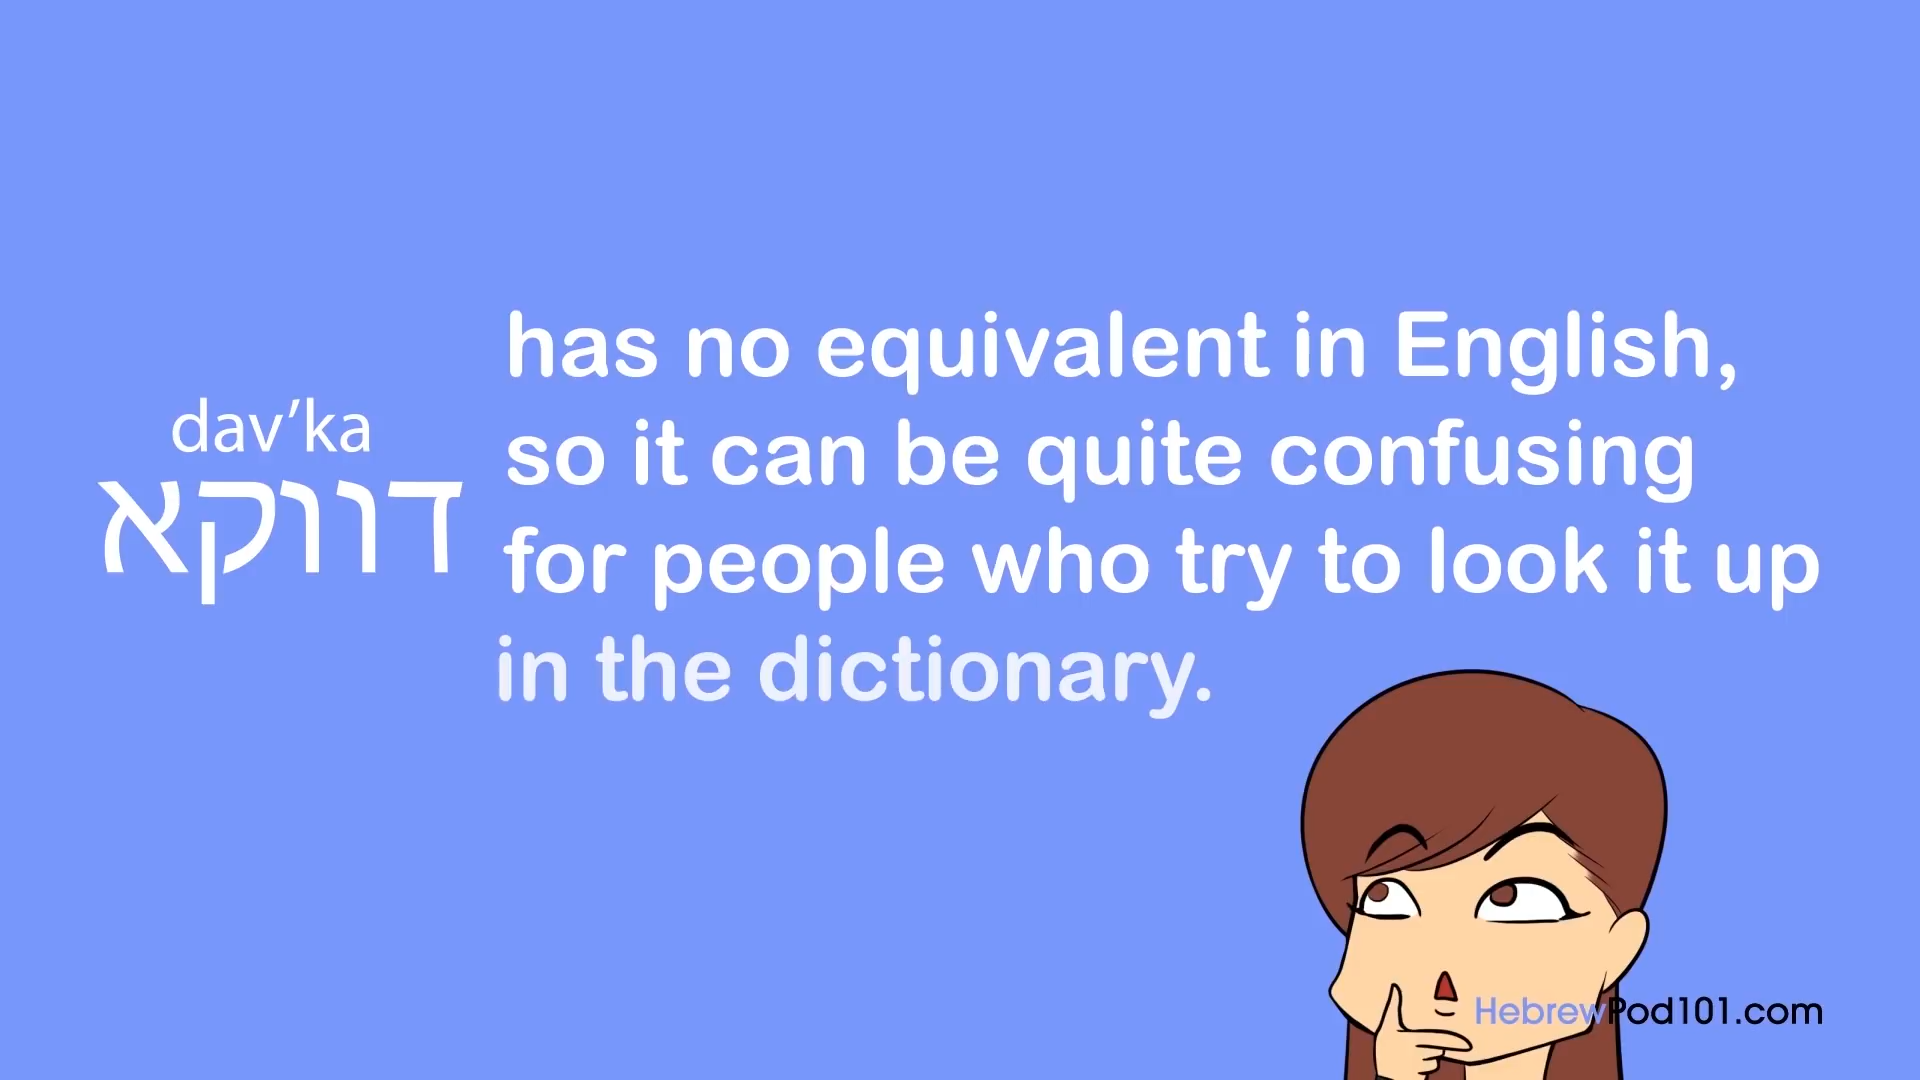 dav’ka
דווקא
has no equivalent in English,
so it can be quite confusing
for people who try to look it up
in the dictionary.
HebrewPod101.com